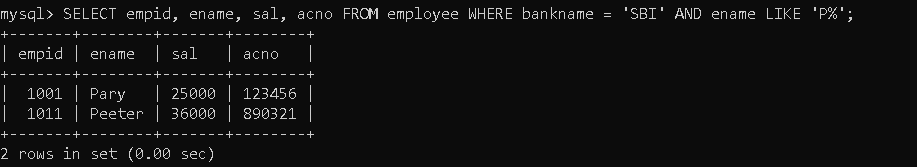 mysql> SELECT empid, ename, sal, acno FROM employee WHERE bankname = 'SBI' AND ename LIKE 'P%';
+-------+--------+-------+--------+
| empid | ename  | sal   | acno   |
+-------+--------+-------+--------+
|  1001 | Pary   | 25000 | 123456 |
|  1011 | Peeter | 36000 | 890321 |
+-------+--------+-------+--------+
2 rows in set (0.00 sec)